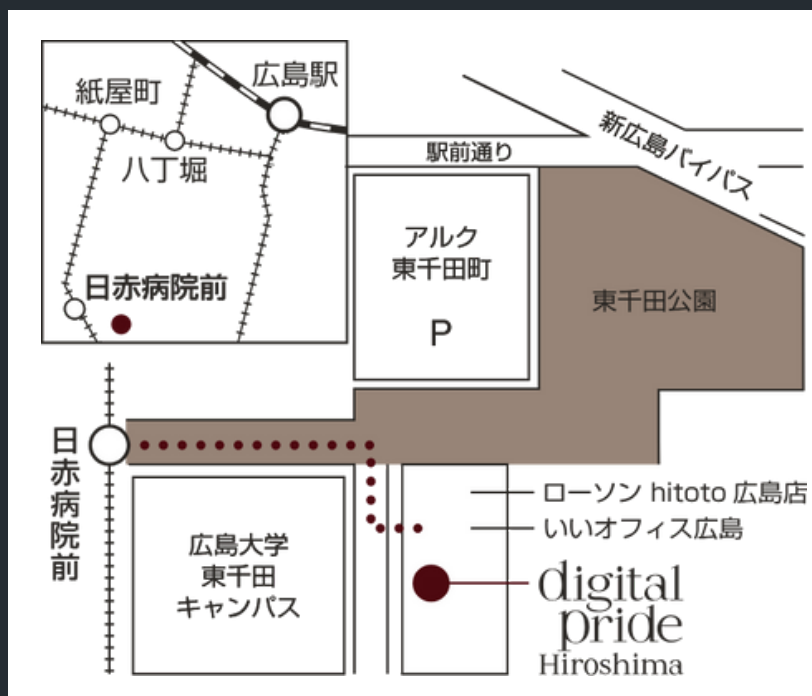 広島駅
紙屋町
八丁堀
日赤病院前
駅前通り
新広島バイパス
アルク
東千田町
P
東千田公園
日赤病院前
広島大学
東千田
キャンパス
ローソン hitoto 広島店
いいオフィス広島
digital
pride
Hiroshima